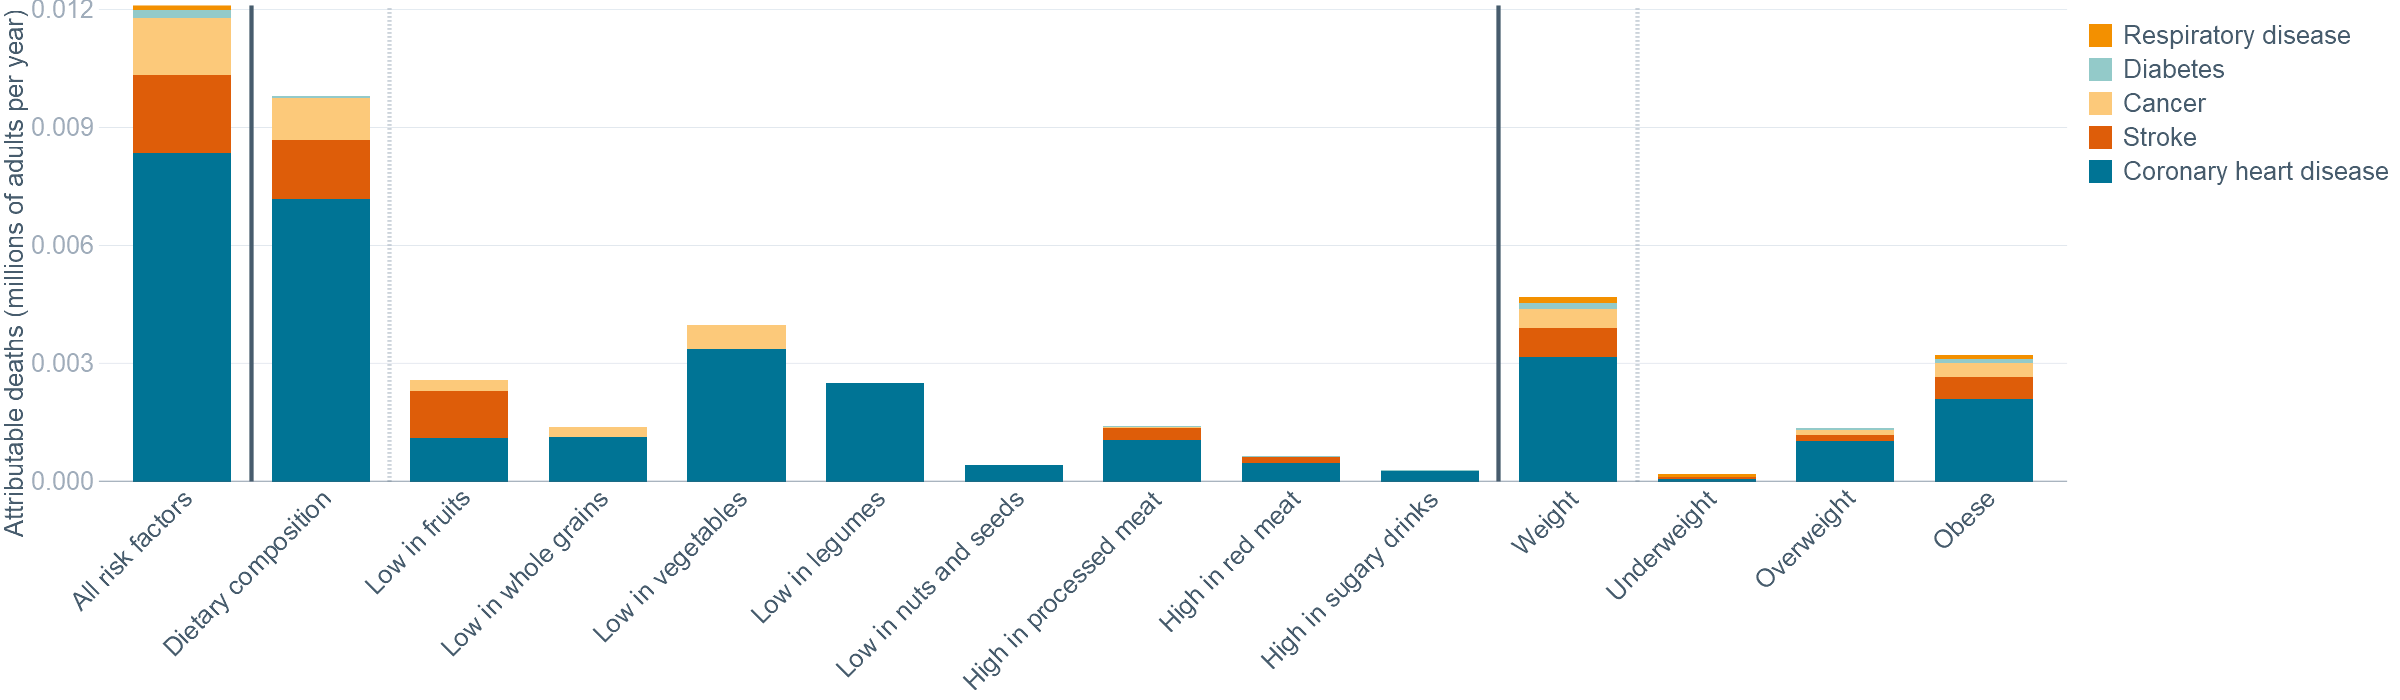 Attributable deaths (millions of adults per year)
0.012
0.009
0.006
0.003
0.000
All risk factors
Dietary composition
Low in fruits
Low in whole grains
Low in vegetables
Low in legumes
Low in nuts and seeds
High in processed meat
High in red meat
High in sugary drinks
Weight
Underweight
Overweight
Obese
Respiratory disease
Diabetes
Cancer
Stroke
Coronary heart disease